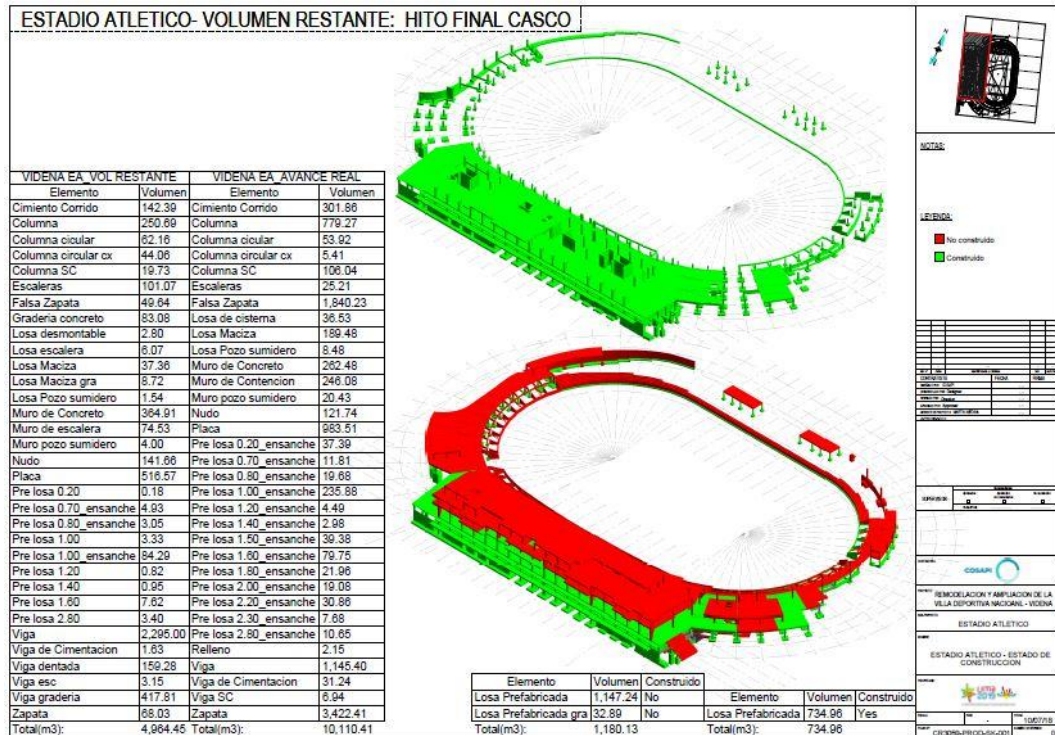 ESTADIO ATLETICO- VOLUMEN RESTANTE: HITO FINAL CASCO
VIDENA EA_VOL RESTANTE VIDENA EA_AVANCE REAL
Elemento Volumen Elemento Volumen
Cimiento Corrido 142.39 Cimiento Corrido 301.86
Columna 250.69 Columna 779.27
Columna cicular 62.16 Columna cicular 53.92
Columna circular cx 44.06 Columna circular cx 5.41
Columna SC 19.73 Columna SC 106.04
Escaleras 101.07 Escaleras 25.21
Falsa Zapata 49.64 Falsa Zapata 1,840.23
Graderia concreto 83.08 Losa de cisterna 36.53
Losa desmontable 2.80 Losa Maciza 189.48
Losa escalera 6.07 Losa Pozo sumidero 8.48
Losa Maciza 37.36 Muro de Concreto 262.48
Losa Maciza gra 8.72 Muro de Contencion 246.08
Losa Pozo sumidero 1.54 Muro pozo sumidero 20.43
Muro de Concreto 364.91 Nudo 121.74
Muro de escalera 74.53 Placa 983.51
Muro pozo sumidero 4.00 Pre losa 0.20_ensanche 37.39
Nudo 141.66 Pre losa 0.70_ensanche 11.81
Placa 516.57 Pre losa 0.80_ensanche 19.68
Pre losa 0.20 0.18 Pre losa 1.00_ensanche 235.88
Pre losa 0.70_ensanche 4.93 Pre losa 1.20_ensanche 4.49
Pre losa 0.80_ensanche 3.05 Pre losa 1.40_ensanche 2.98
Pre losa 1.00 3.33 Pre losa 1.50_ensanche 39.38
Pre losa 1.00_ensanche 84.29 Pre losa 1.60_ensanche 79.75
Pre losa 1.20 0.82 Pre losa 1.80_ensanche 21.96
Pre losa 1.40 0.95 Pre losa 2.00_ensanche 19.08
Pre losa 1.60 7.62 Pre losa 2.20_ensanche 30.86
Pre losa 2.80 3.40 Pre losa 2.30_ensanche 7.68
Viga 2,295.00 Pre losa 2.80_ensanche 10.65
Viga de Cimentacion 1.63 Relleno 2.15
Viga dentada 159.28 Viga 1,145.40
Viga esc 3.15 Viga de Cimentacion 31.24
Viga graderia 417.81 Viga SC 6.94
Zapata 68.03 Zapata 3,422.41
Total(m3): 4,964.45 Total(m3): 10,110.41
Elemento Volumen Construido
Losa Prefabricada 1,147.24 No
Losa Prefabricada gra 32.89 No
Total(m3): 1,180.13
Elemento Volumen Construido
Losa Prefabricada 734.96 Yes
Total(m3): 734.96
NOTAS:
LEYENDA:
No construido
Construido
COSAPI
REMODELACION Y AMPLIACION DE LA
VILLA DEPORTIVA NACIOANL - VIDENA
ESTADIO ATLETICO
ESTADIO ATLETICO - ESTADO DE
CONSTRUCCION
LIMA
2019
10/07/18
CR3059-PROD-SK-001